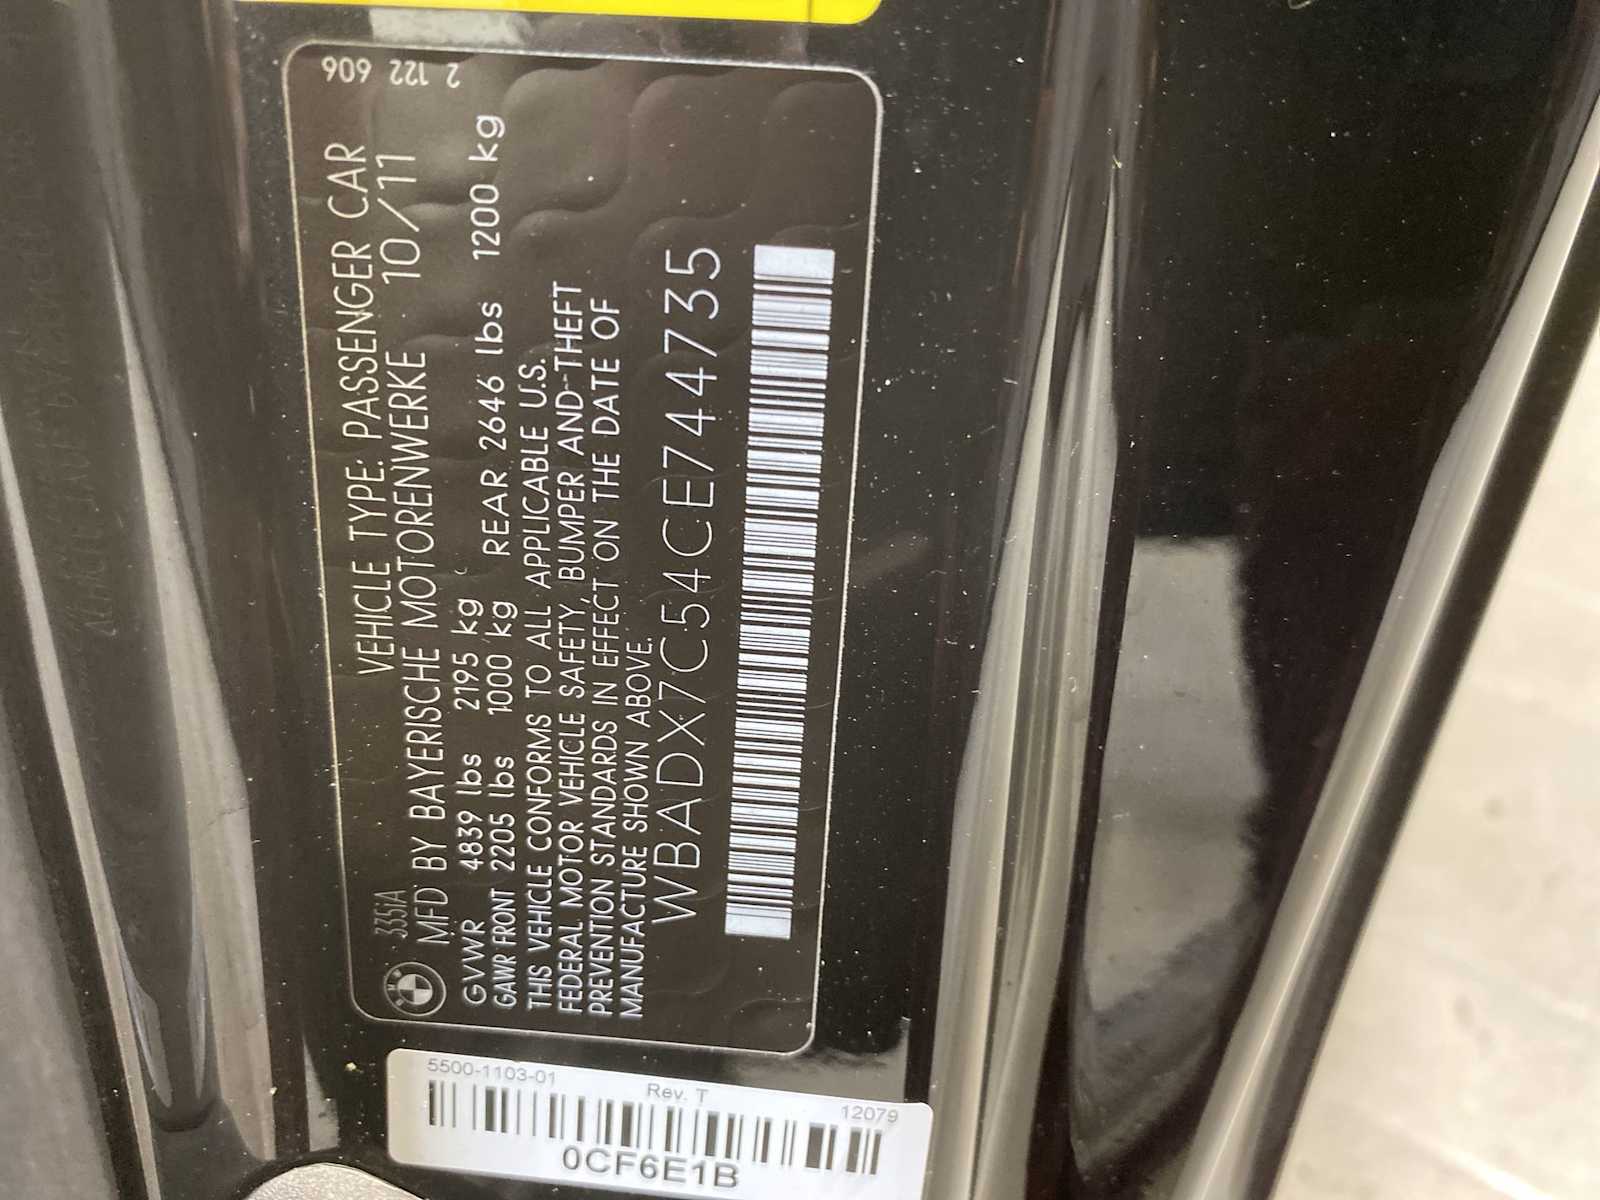 2 122 606
335iA
VEHICLE TYPE: PASSENGER CAR
MFD BY BAYERISCHE MOTORENWERKE 10/11
GVWR 4839 lbs 2195 kg
GAWR FRONT 2205 lbs 1000 kg REAR 2646 lbs 1200 kg
THIS VEHICLE CONFORMS TO ALL APPLICABLE U.S.
FEDERAL MOTOR VEHICLE SAFETY, BUMPER AND THEFT
PREVENTION STANDARDS IN EFFECT ON THE DATE OF
MANUFACTURE SHOWN ABOVE.
WBADX7C54CE744735
5500-1103-01
Rev. T
12079
0CF6E1B